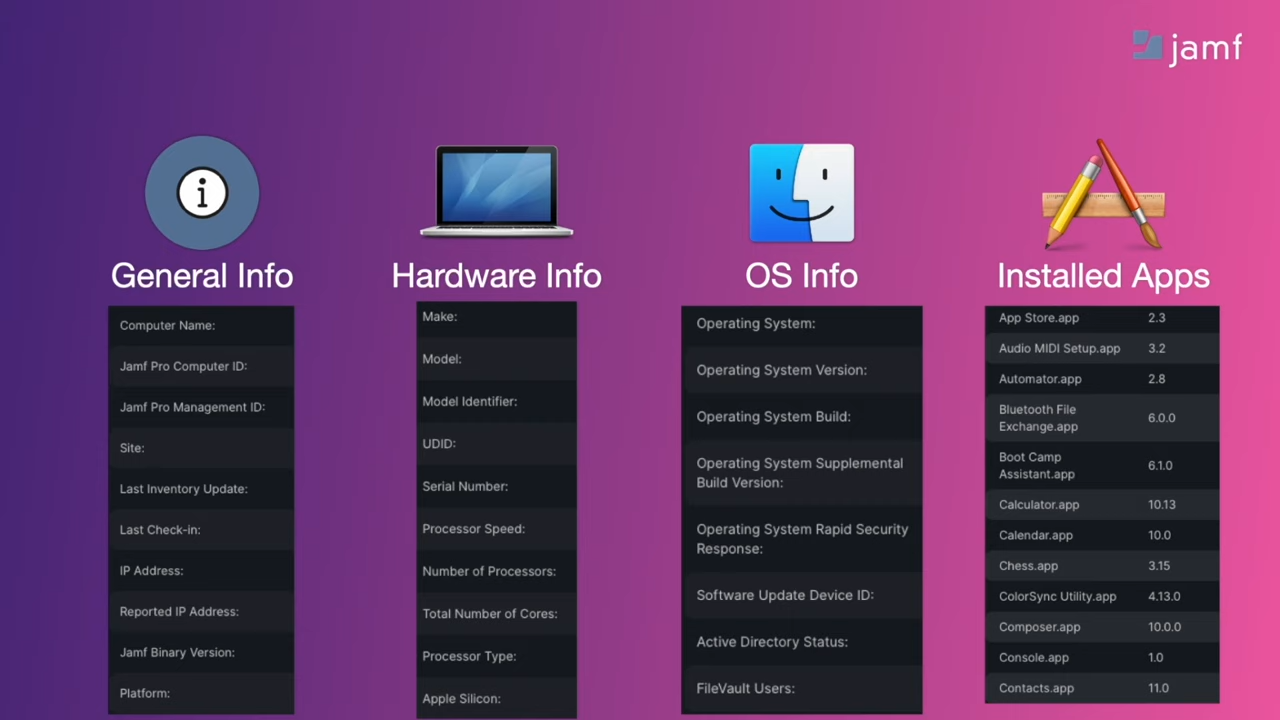 jamf
General Info
Computer Name:
Jamf Pro Computer ID:
Jamf Pro Management ID:
Site:
Last Inventory Update:
Last Check-in:
IP Address:
Reported IP Address:
Jamf Binary Version:
Platform:
Hardware Info
Make:
Model:
Model Identifier:
UDID:
Serial Number:
Processor Speed:
Number of Processors:
Total Number of Cores:
Processor Type:
Apple Silicon:
OS Info
Operating System:
Operating System Version:
Operating System Build:
Operating System Supplemental
Build Version:
Operating System Rapid Security
Response:
Software Update Device ID:
Active Directory Status:
FileVault Users:
Installed Apps
App Store.app 2.3
Audio MIDI Setup.app 3.2
Automator.app 2.8
Bluetooth File
Exchange.app 6.0.0
Boot Camp
Assistant.app 6.1.0
Calculator.app 10.13
Calendar.app 10.0
Chess.app 3.15
ColorSync Utility.app 4.13.0
Composer.app 10.0.0
Console.app 1.0
Contacts.app 11.0